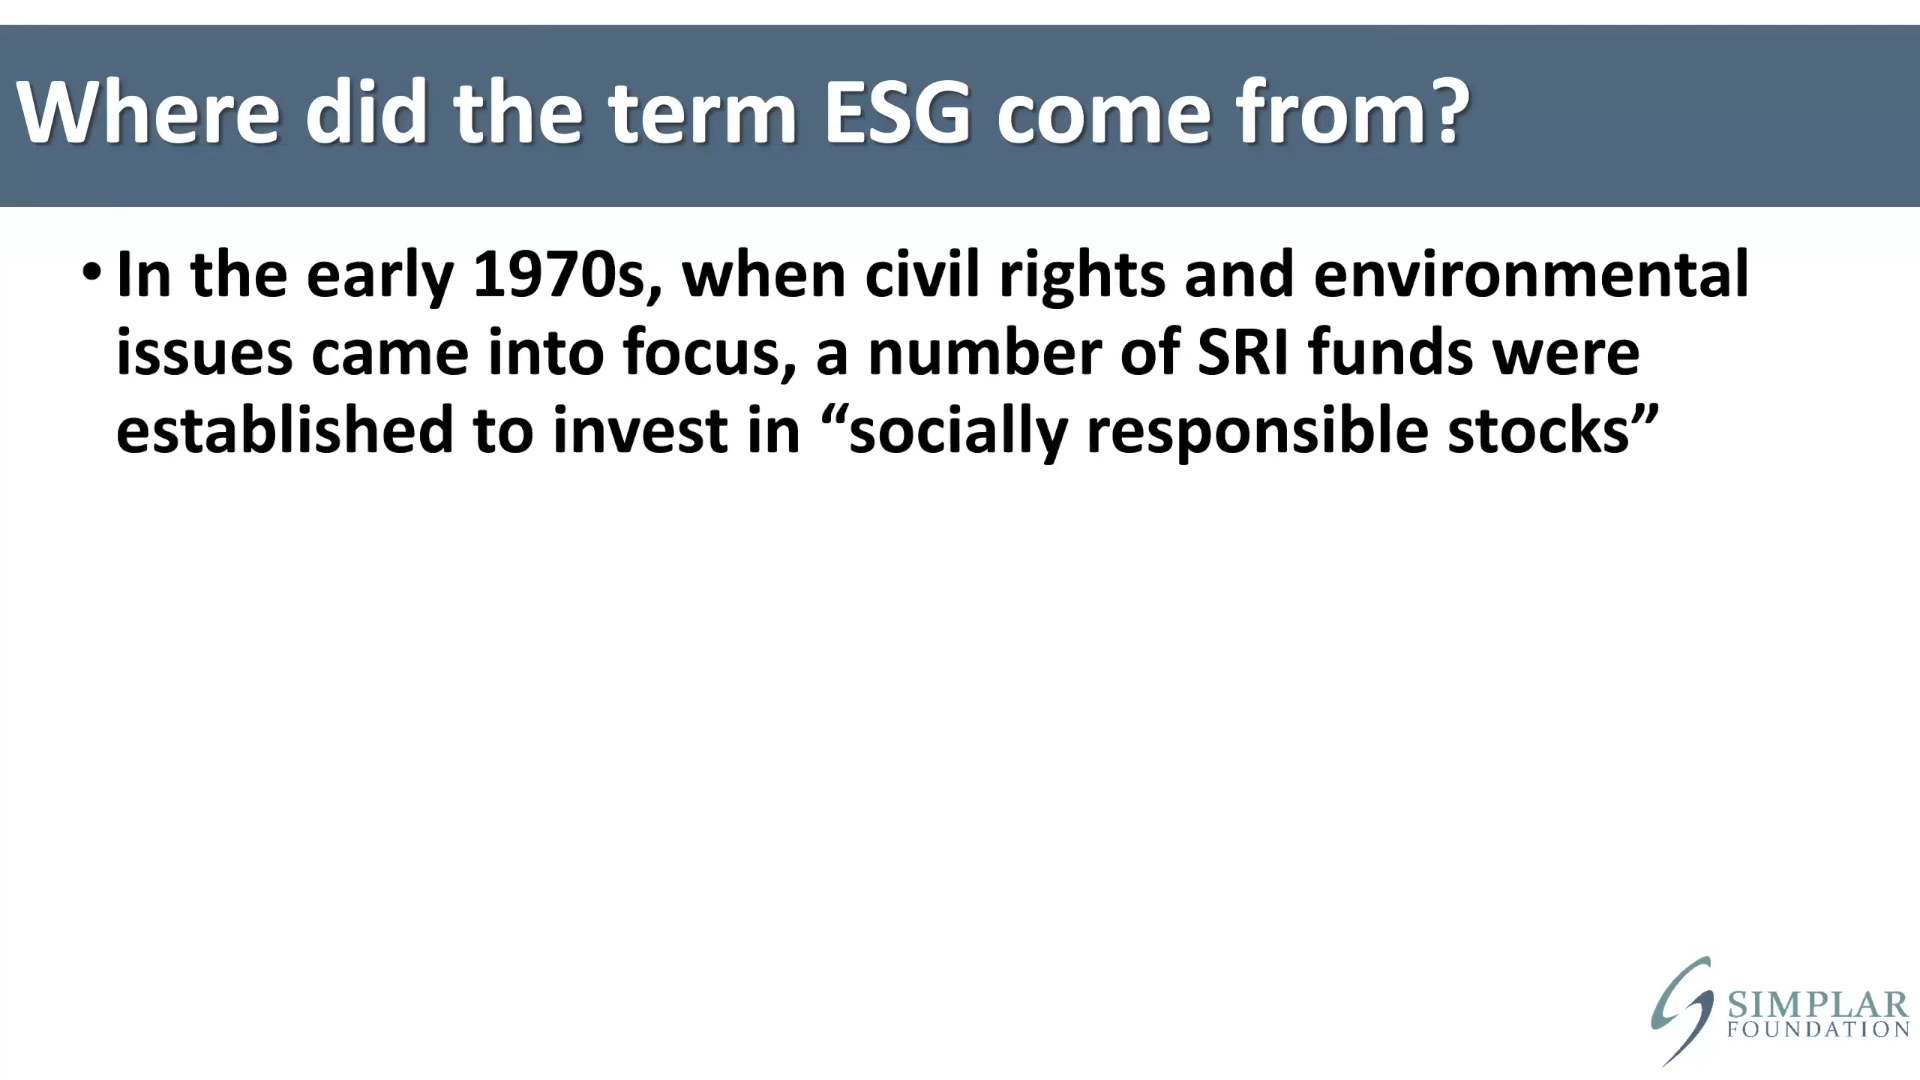 Where did the term ESG come from?
• In the early 1970s, when civil rights and environmental
issues came into focus, a number of SRI funds were
established to invest in “socially responsible stocks”
SIMPLAR
FOUNDATION